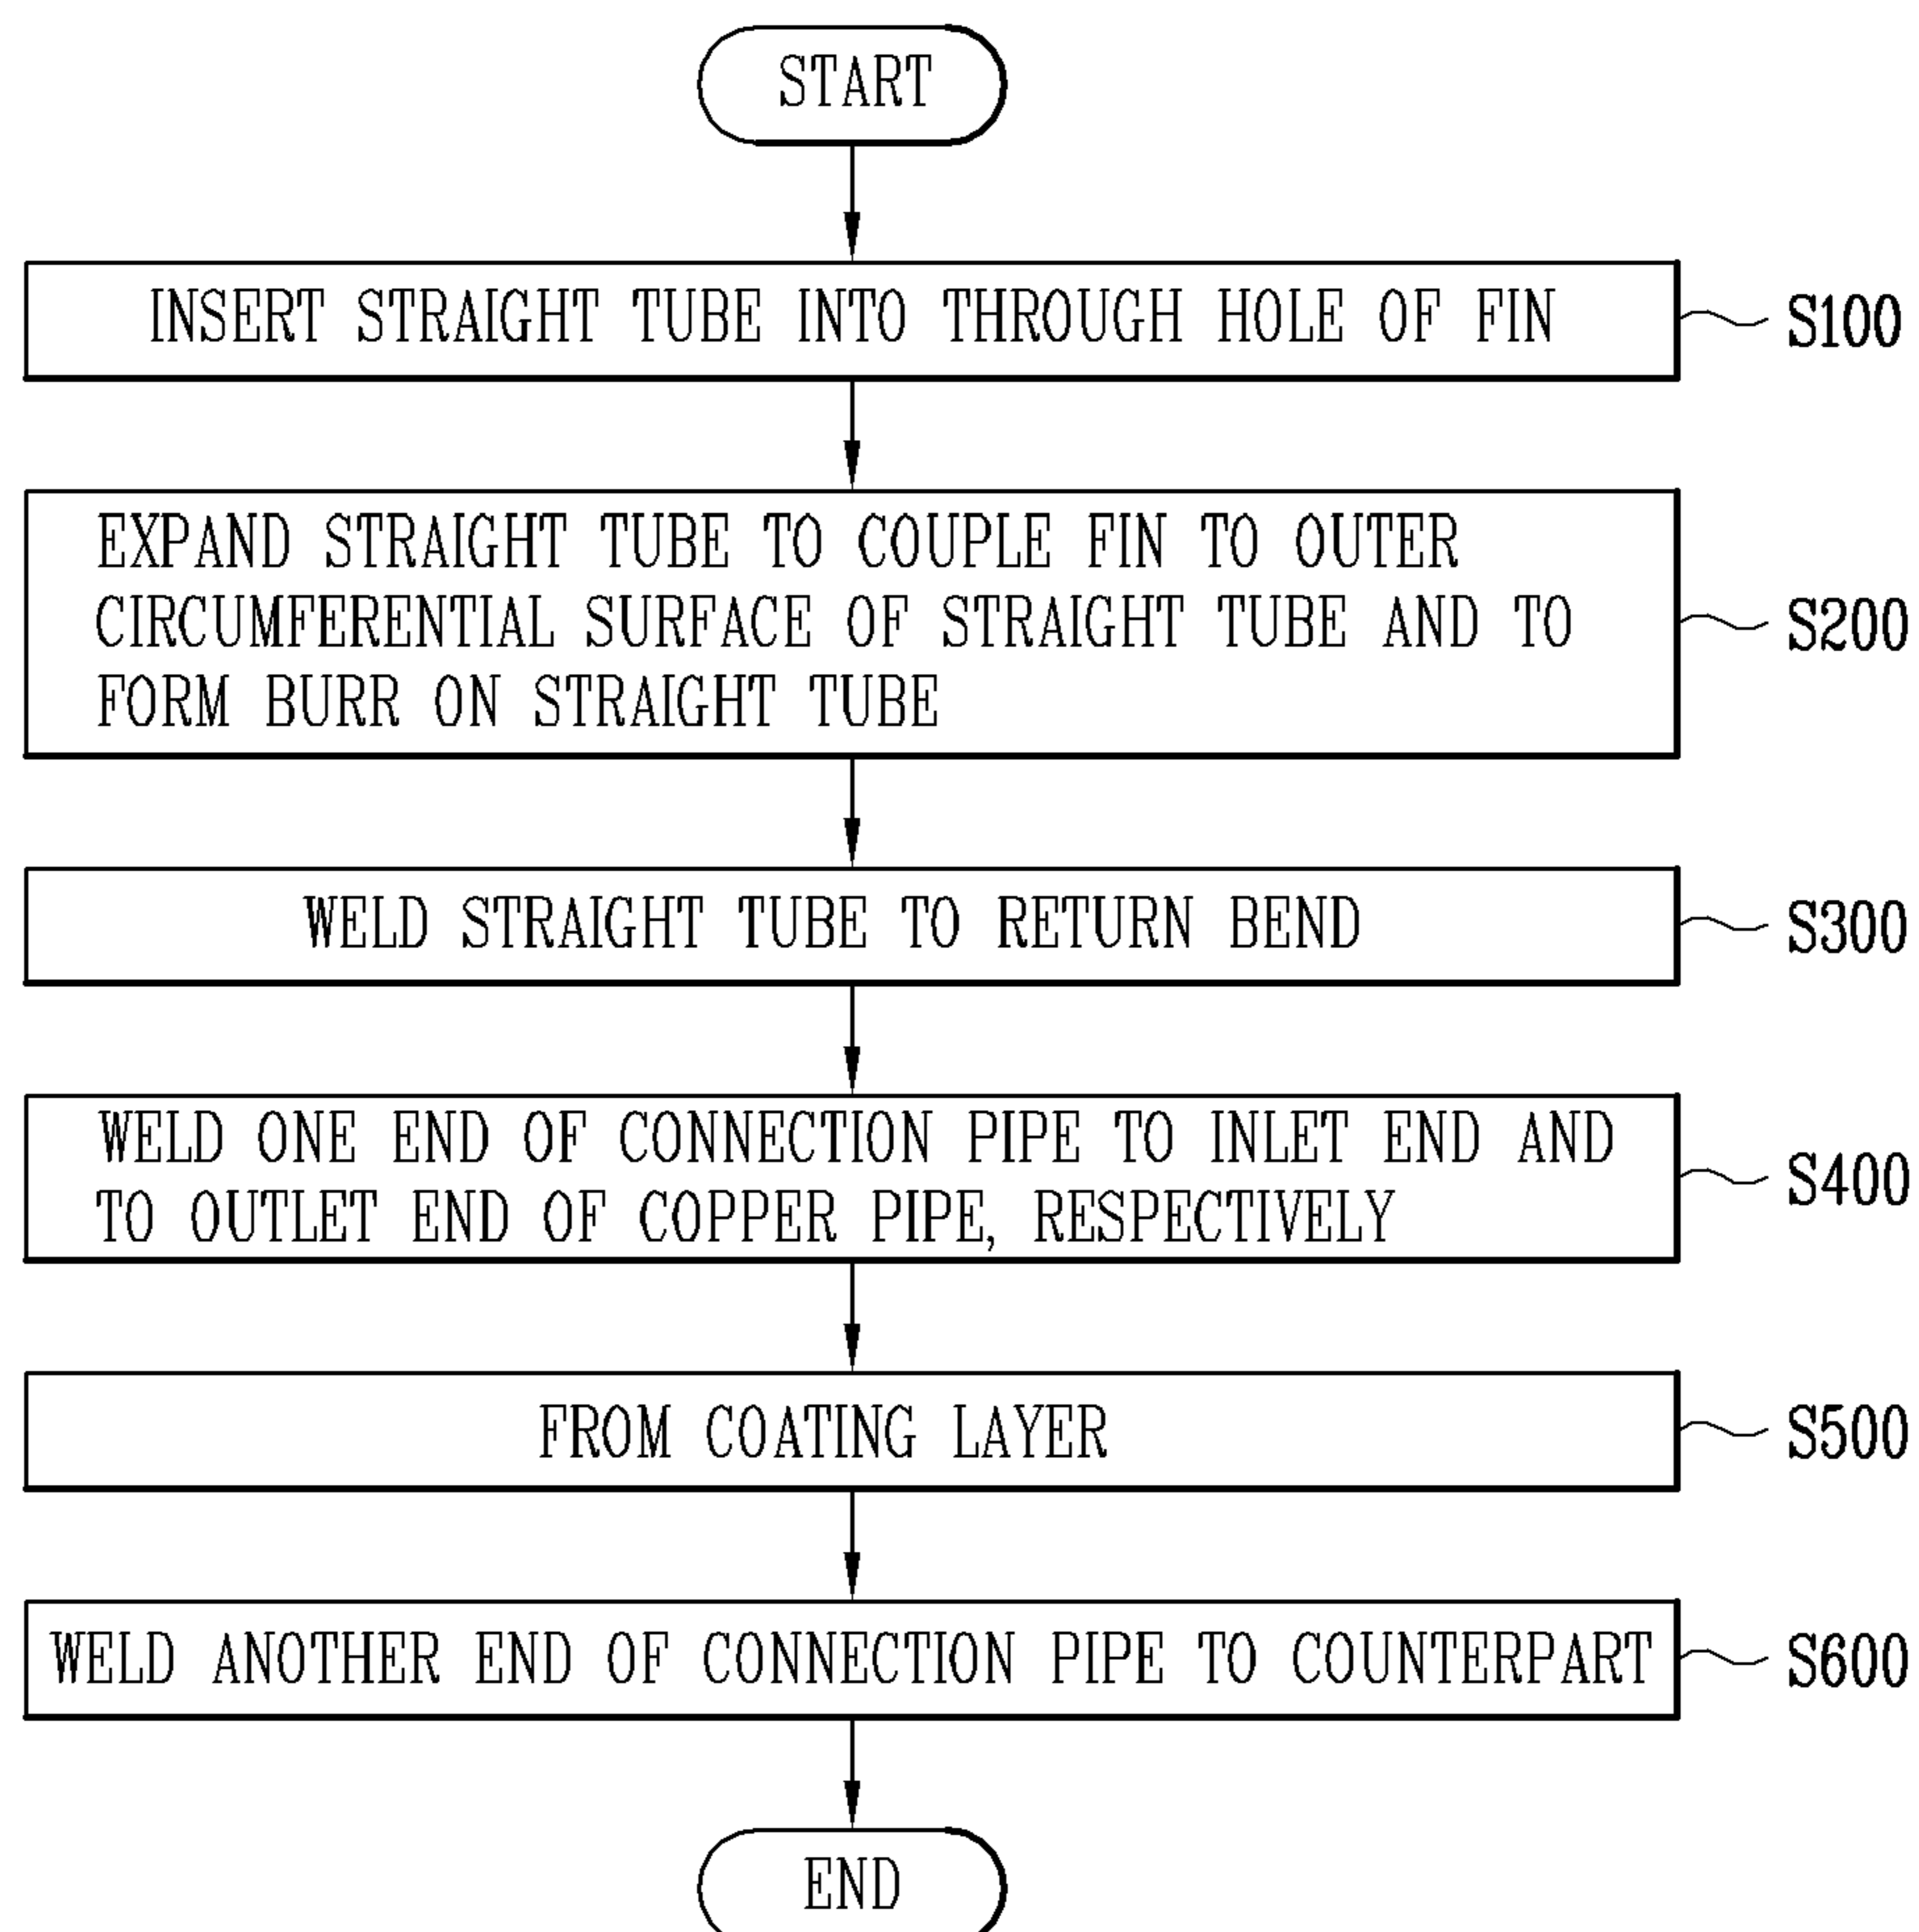 START
INSERT STRAIGHT TUBE INTO THROUGH HOLE OF FIN
S100
EXPAND STRAIGHT TUBE TO COUPLE FIN TO OUTER
CIRCUMFERENTIAL SURFACE OF STRAIGHT TUBE AND TO
FORM BURR ON STRAIGHT TUBE
S200
WELD STRAIGHT TUBE TO RETURN BEND
S300
WELD ONE END OF CONNECTION PIPE TO INLET END AND
TO OUTLET END OF COPPER PIPE, RESPECTIVELY
S400
FROM COATING LAYER
S500
WELD ANOTHER END OF CONNECTION PIPE TO COUNTERPART
S600
END